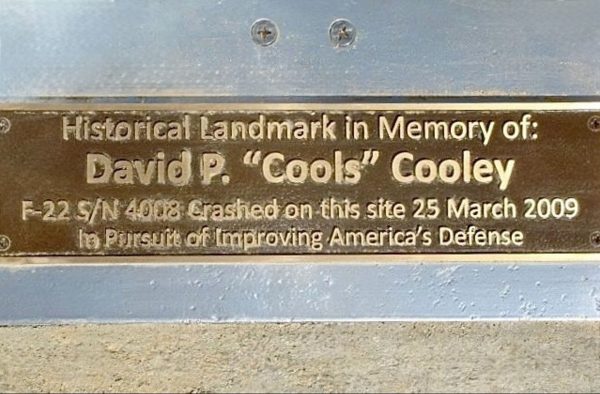 Historical Landmark in Memory of:
David P. “Cools” Cooley
F-22 S/N 4008 Crashed on this site 25 March 2009
In Pursuit of Improving America’s Defense